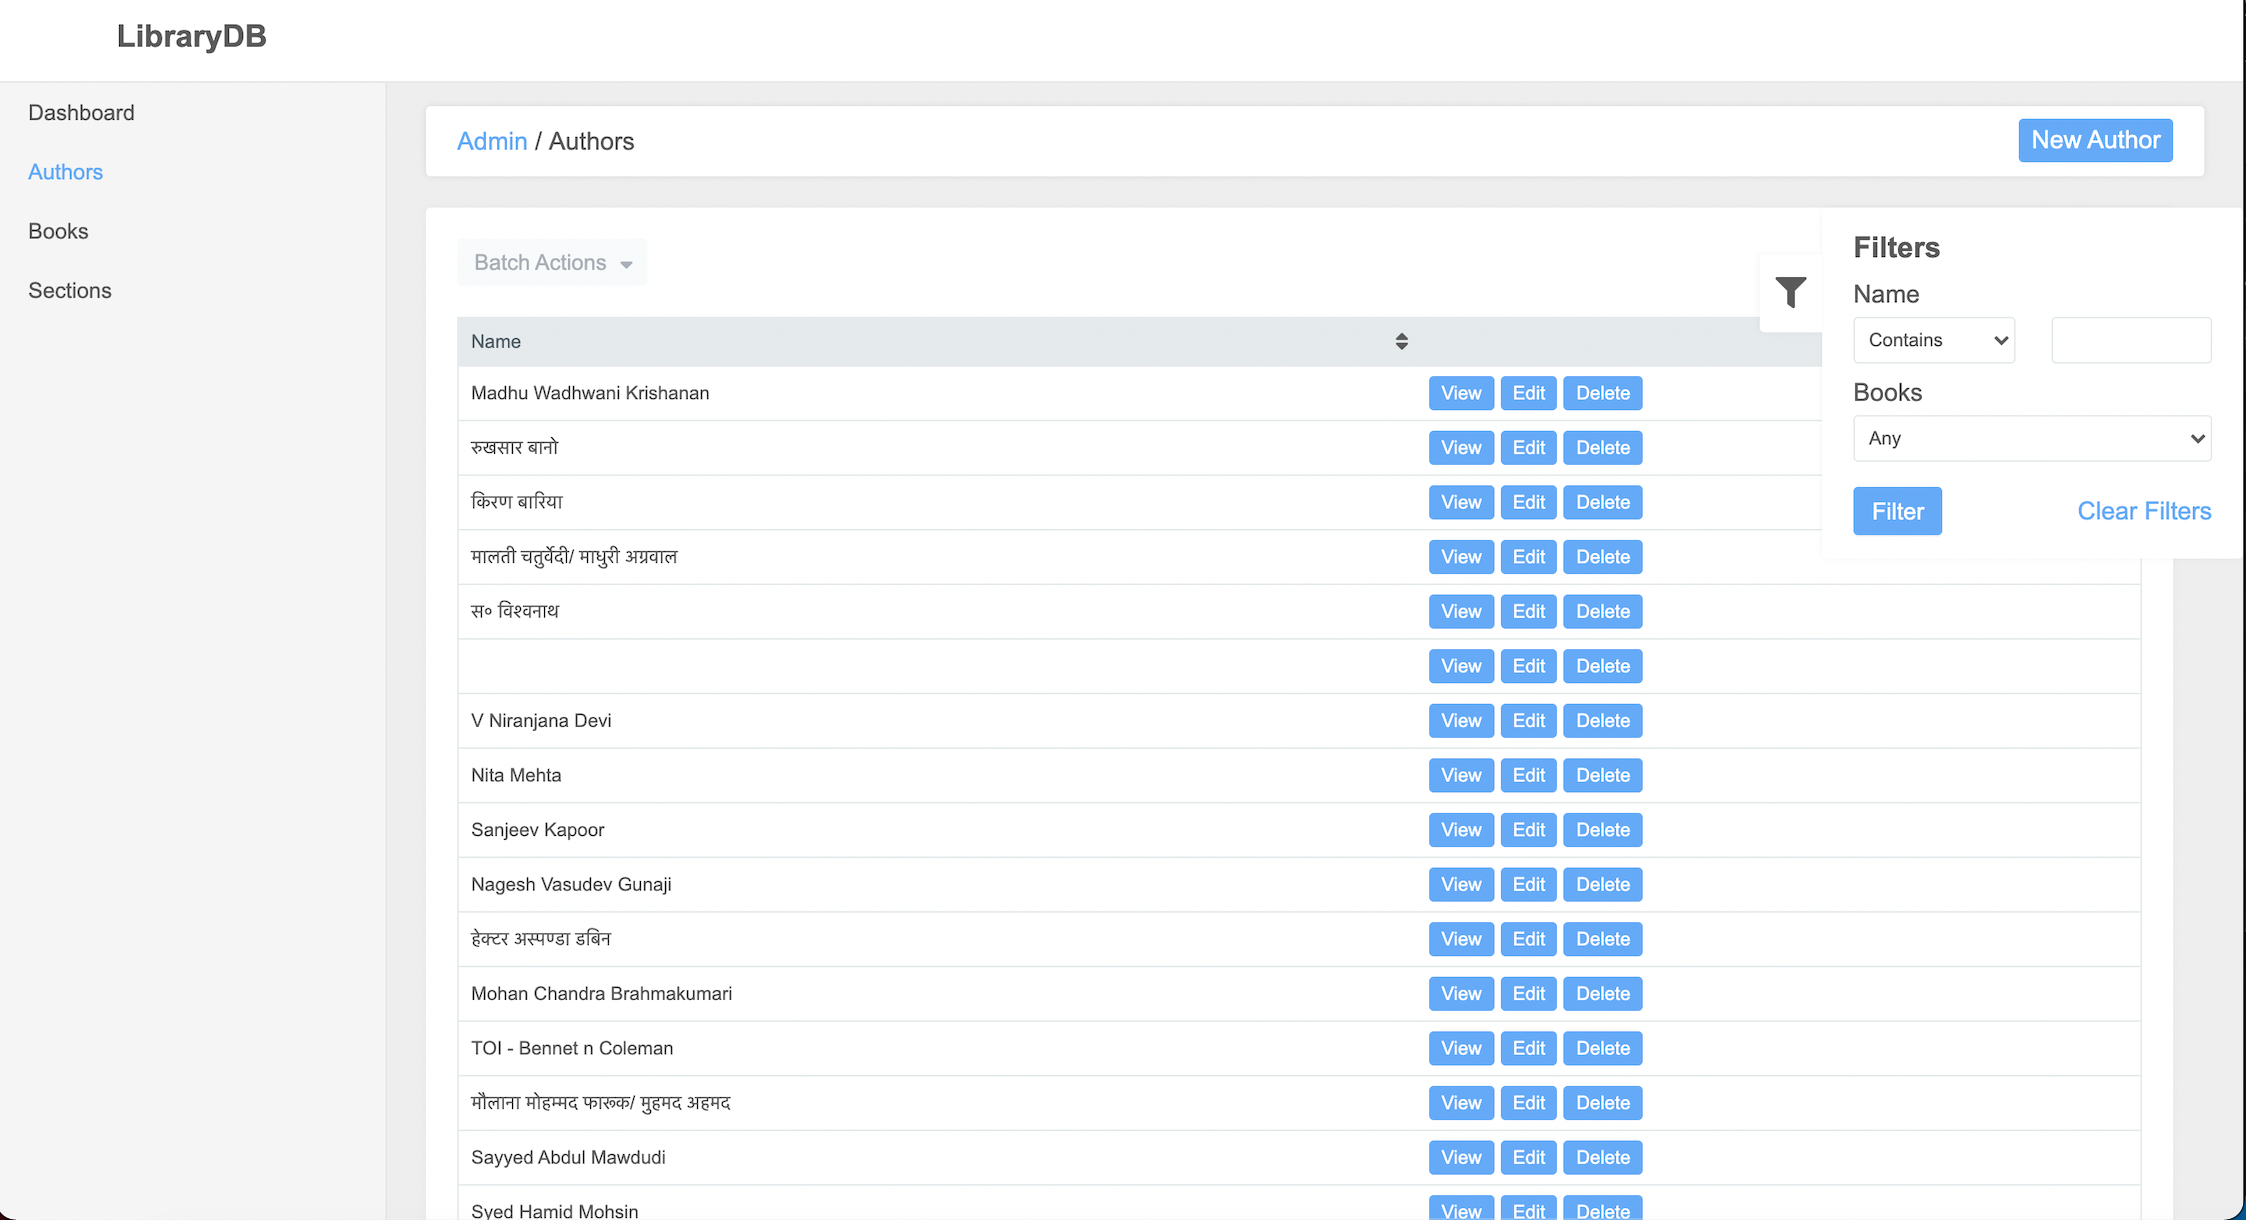 LibraryDB
Dashboard
Authors
Books
Sections
Admin / Authors
New Author
Batch Actions
Name
Madhu Wadhwani Krishanan View Edit Delete
रुखसार बानो View Edit Delete
किरण बारिया View Edit Delete
मालती चतुर्वेदी/ माधुरी अग्रवाल View Edit Delete
स० विश्वनाथ View Edit Delete
View Edit Delete
V Niranjana Devi View Edit Delete
Nita Mehta View Edit Delete
Sanjeev Kapoor View Edit Delete
Nagesh Vasudev Gunaji View Edit Delete
हेक्टर अस्पण्डा डबिन View Edit Delete
Mohan Chandra Brahmakumari View Edit Delete
TOI - Bennet n Coleman View Edit Delete
मौलाना मोहम्मद फारूक/ मुहमद अहमद View Edit Delete
Sayyed Abdul Mawdudi View Edit Delete
Syed Hamid Mohsin View Edit Delete
Filters
Name
Contains
Books
Any
Filter Clear Filters